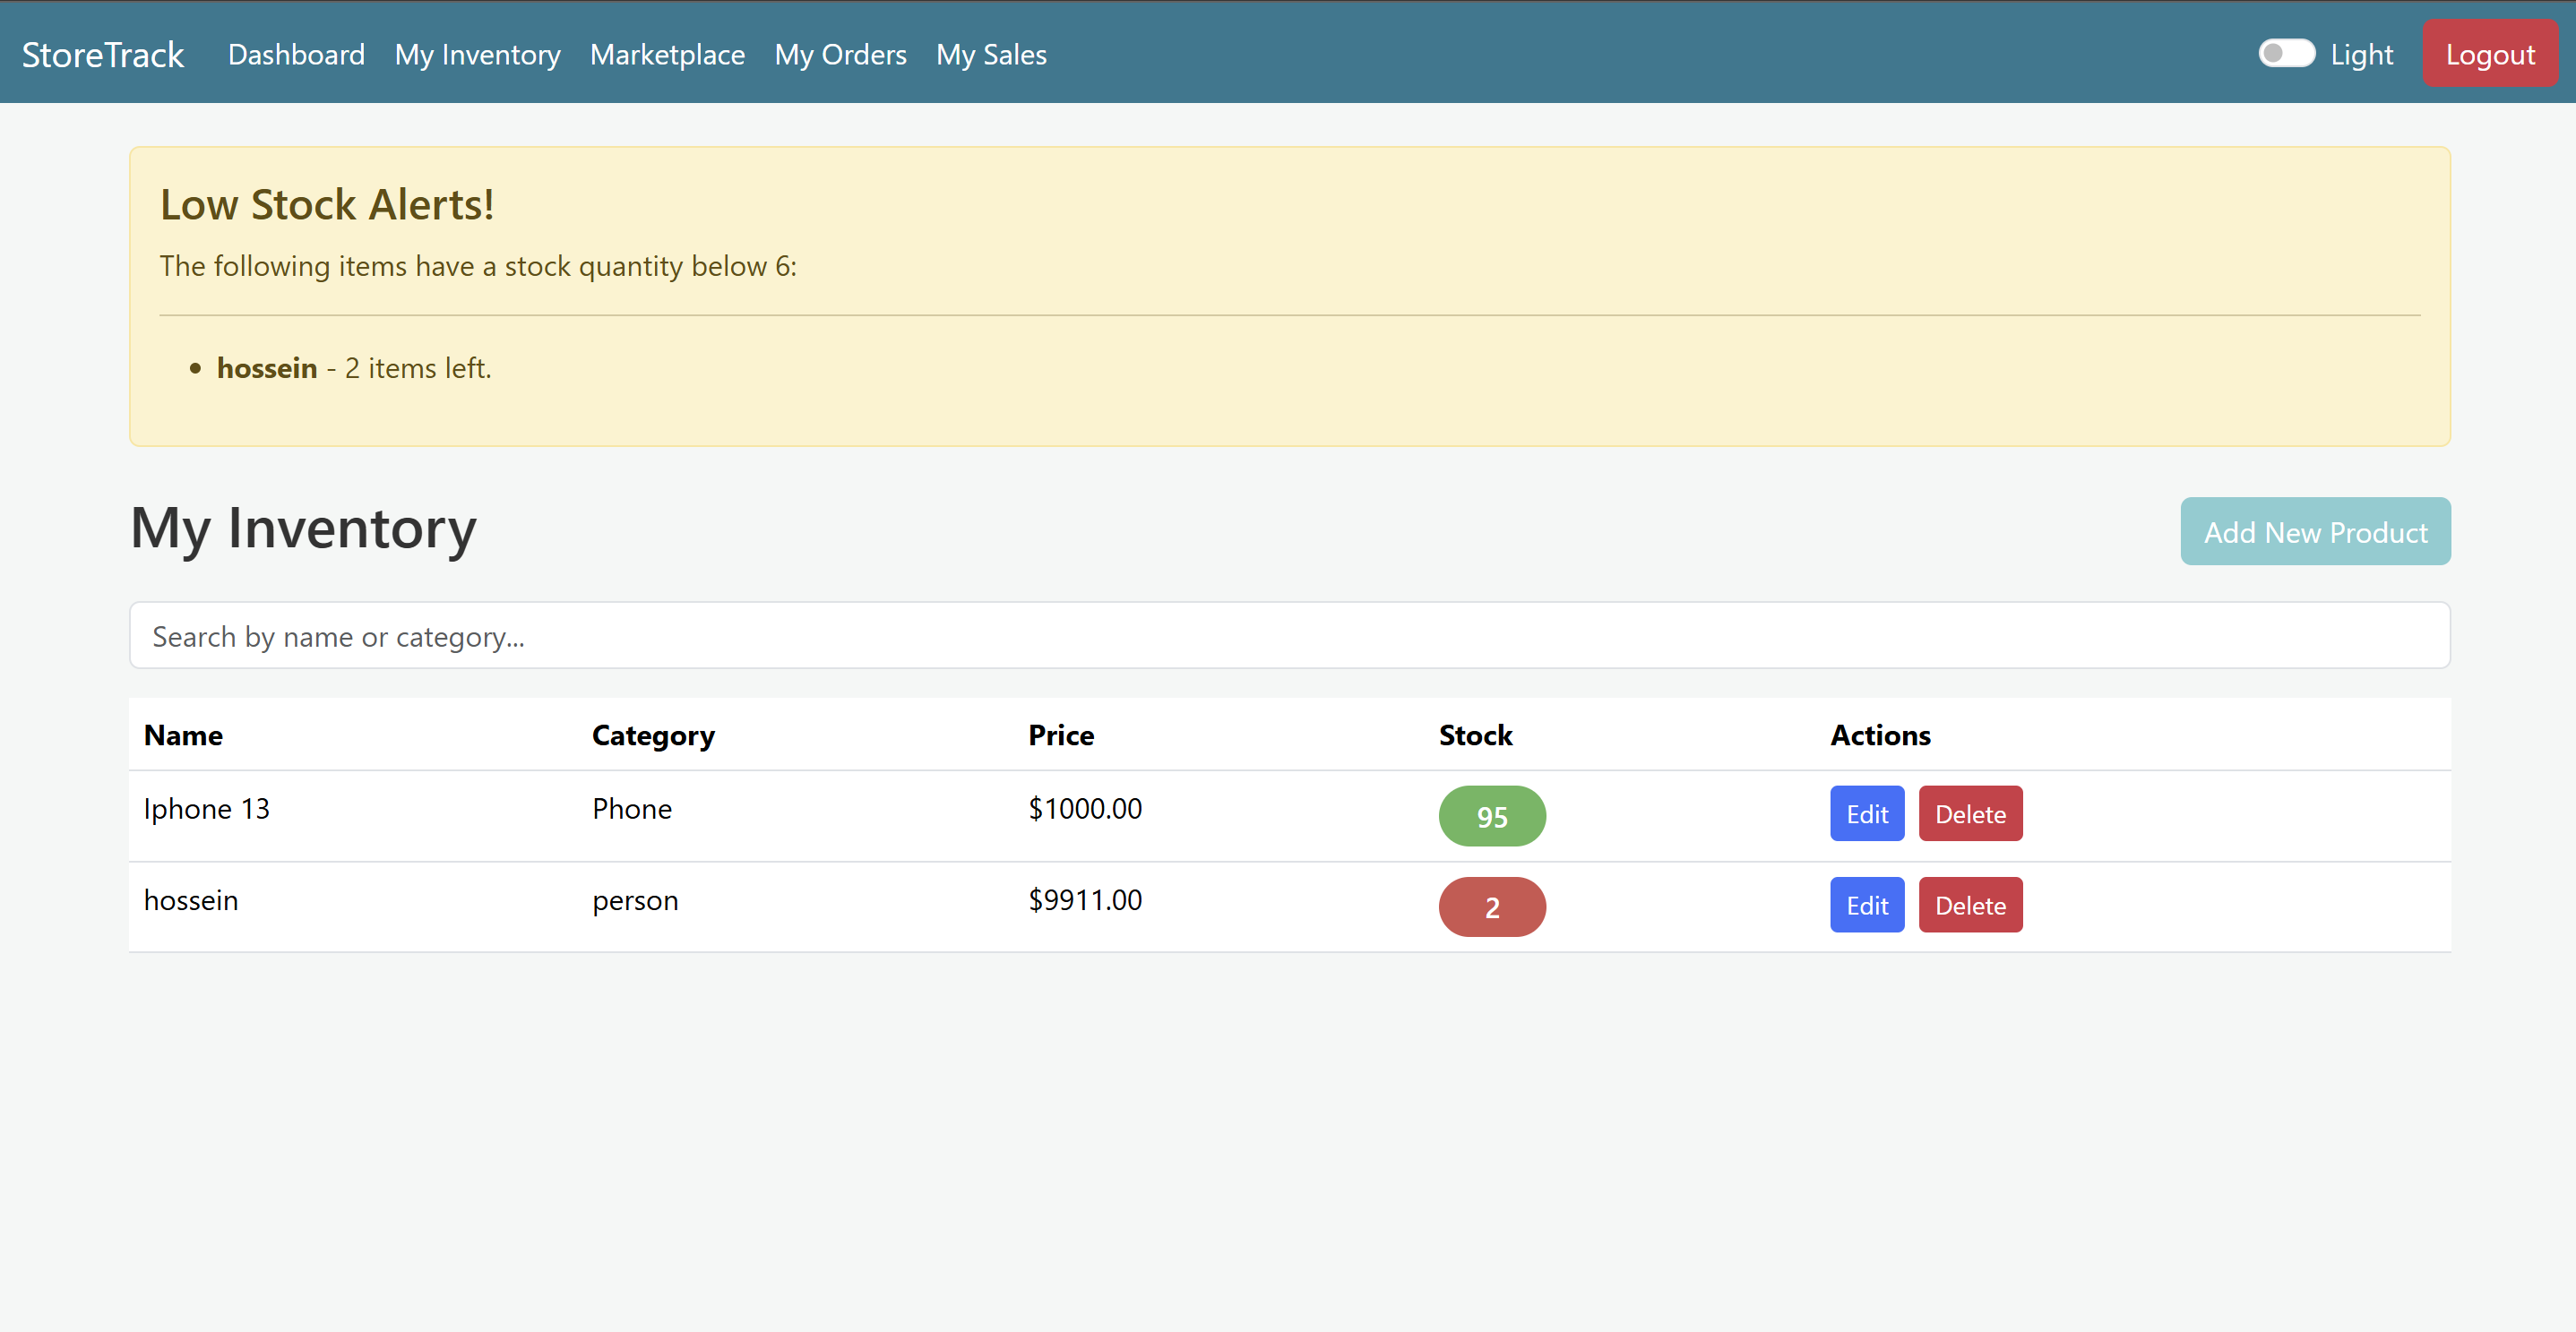 StoreTrack Dashboard My Inventory Marketplace My Orders My Sales Light Logout
Low Stock Alerts!
The following items have a stock quantity below 6:
hossein - 2 items left.
My Inventory Add New Product
Search by name or category...
Name Category Price Stock Actions
Iphone 13 Phone $1000.00 95 Edit Delete
hossein person $9911.00 2 Edit Delete